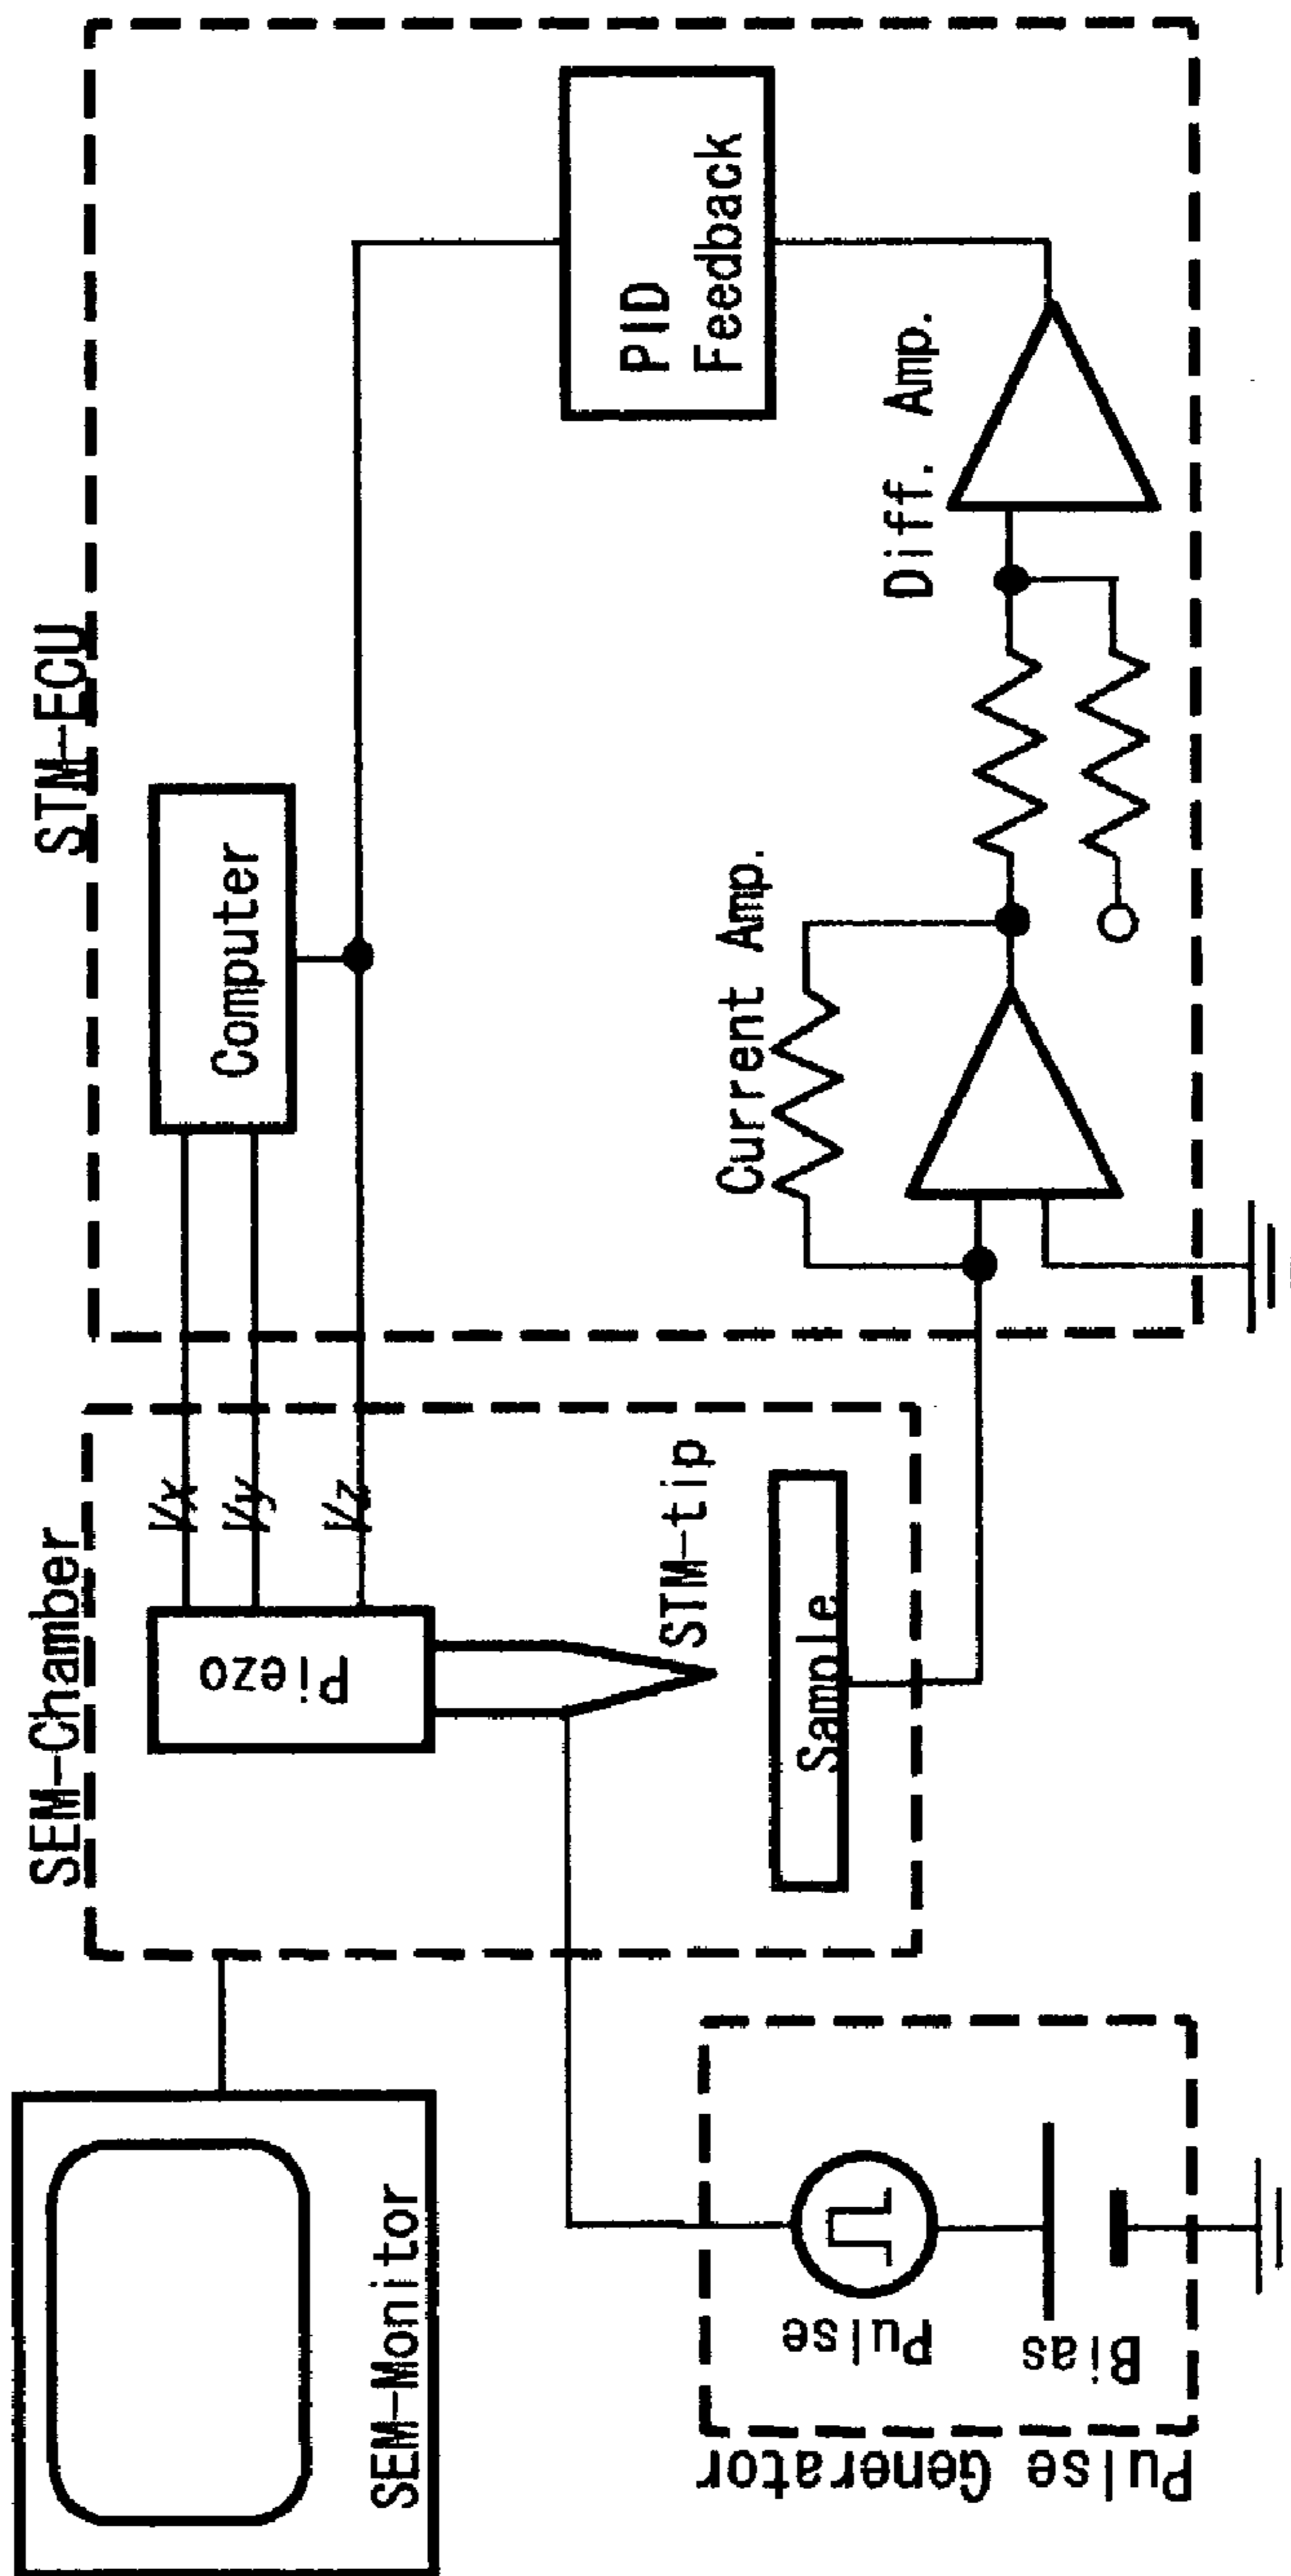 SEM-Monitor
SEM-Chamber
STM-ECU
Piezo
Vx
Vy
Vz
Computer
STM-tip
Sample
PID
Feedback
Current Amp.
Diff. Amp.
Pulse
Bias
Pulse Generator